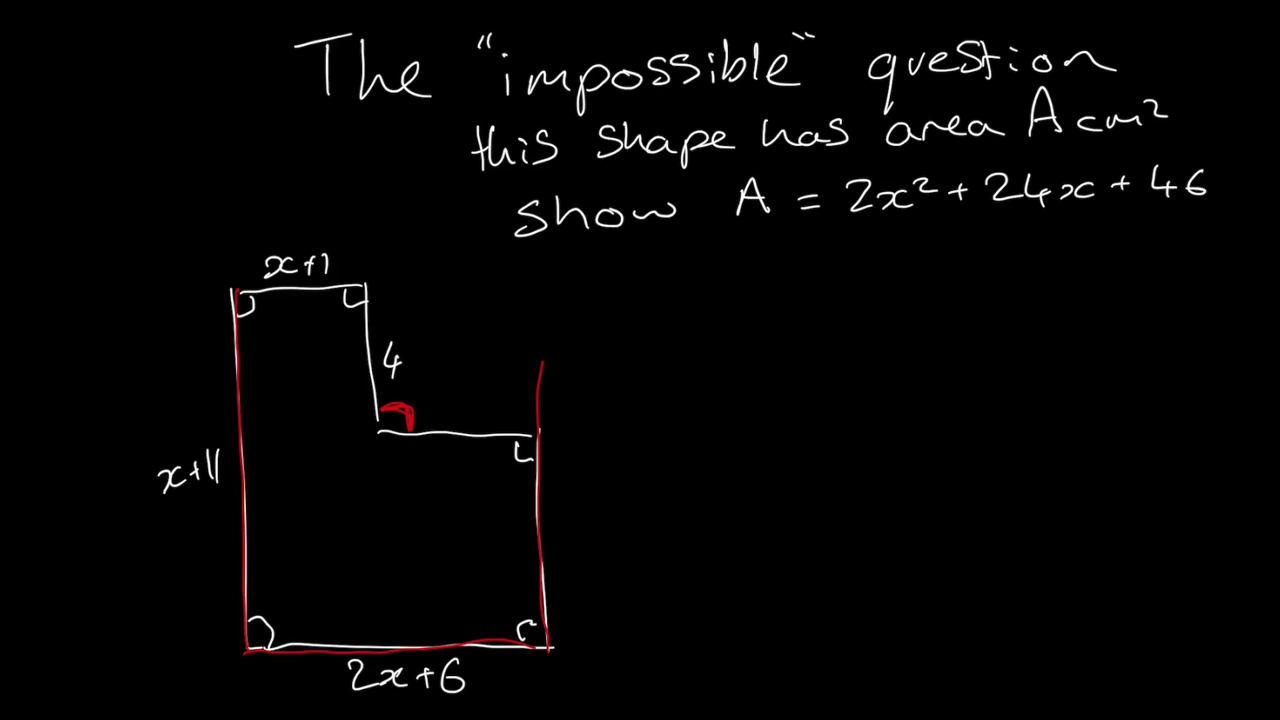 The "impossible" question
this shape has area A cm²
show A = 2x² + 24x + 46
x+1
4
x+11
2x+6